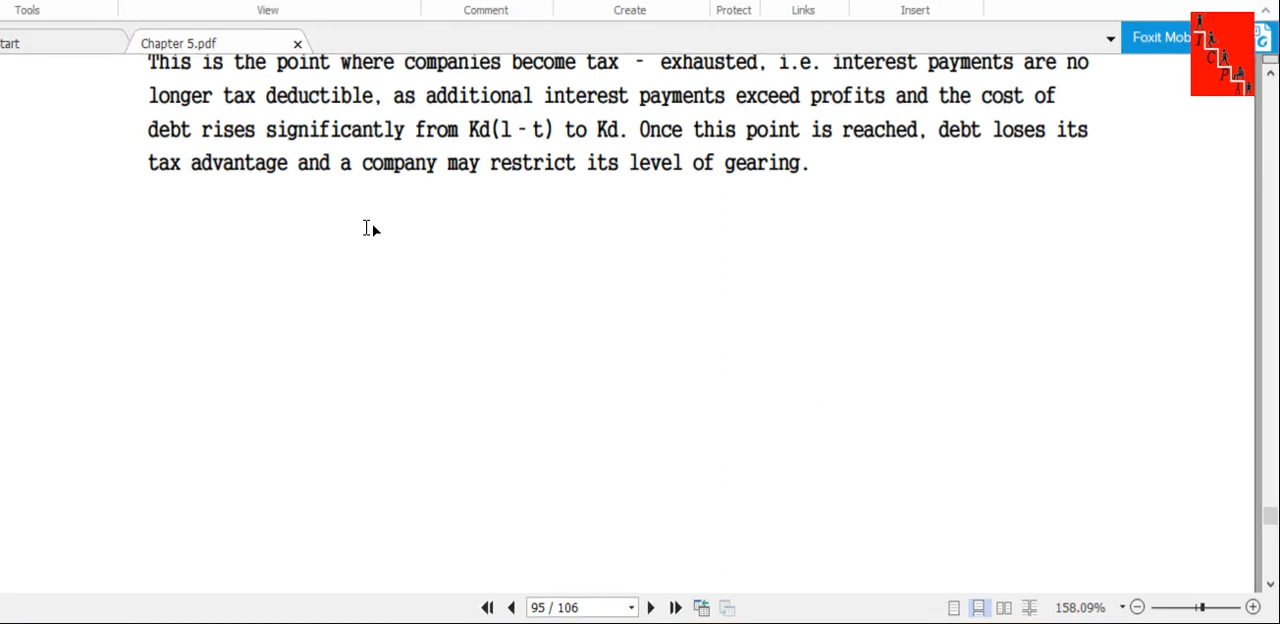 Tools View Comment Create Protect Links Insert
tart Chapter 5.pdf Foxit Mob
This is the point where companies become tax - exhausted, i.e. interest payments are no
longer tax deductible, as additional interest payments exceed profits and the cost of
debt rises significantly from Kd(l - t) to Kd. Once this point is reached, debt loses its
tax advantage and a company may restrict its level of gearing.
95 / 106 158.09%